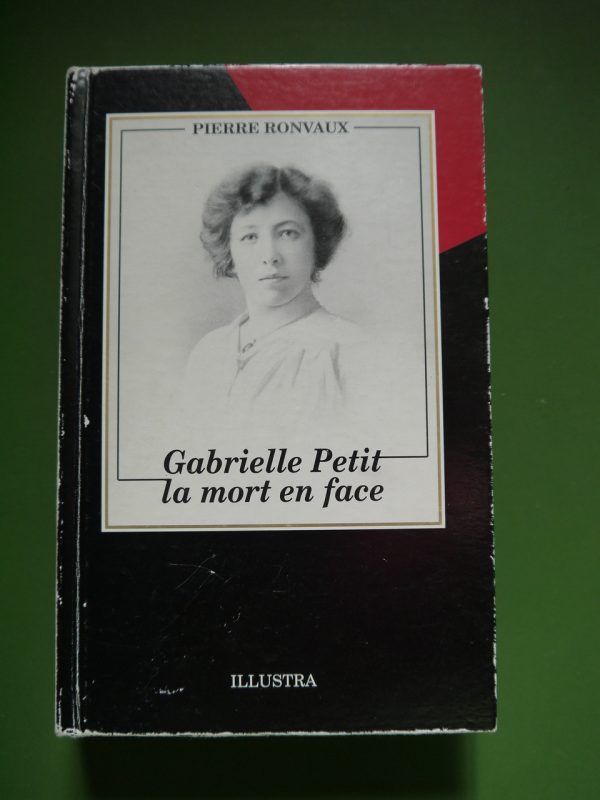 PIERRE RONVAUX
Gabrielle Petit
la mort en face
ILLUSTRA